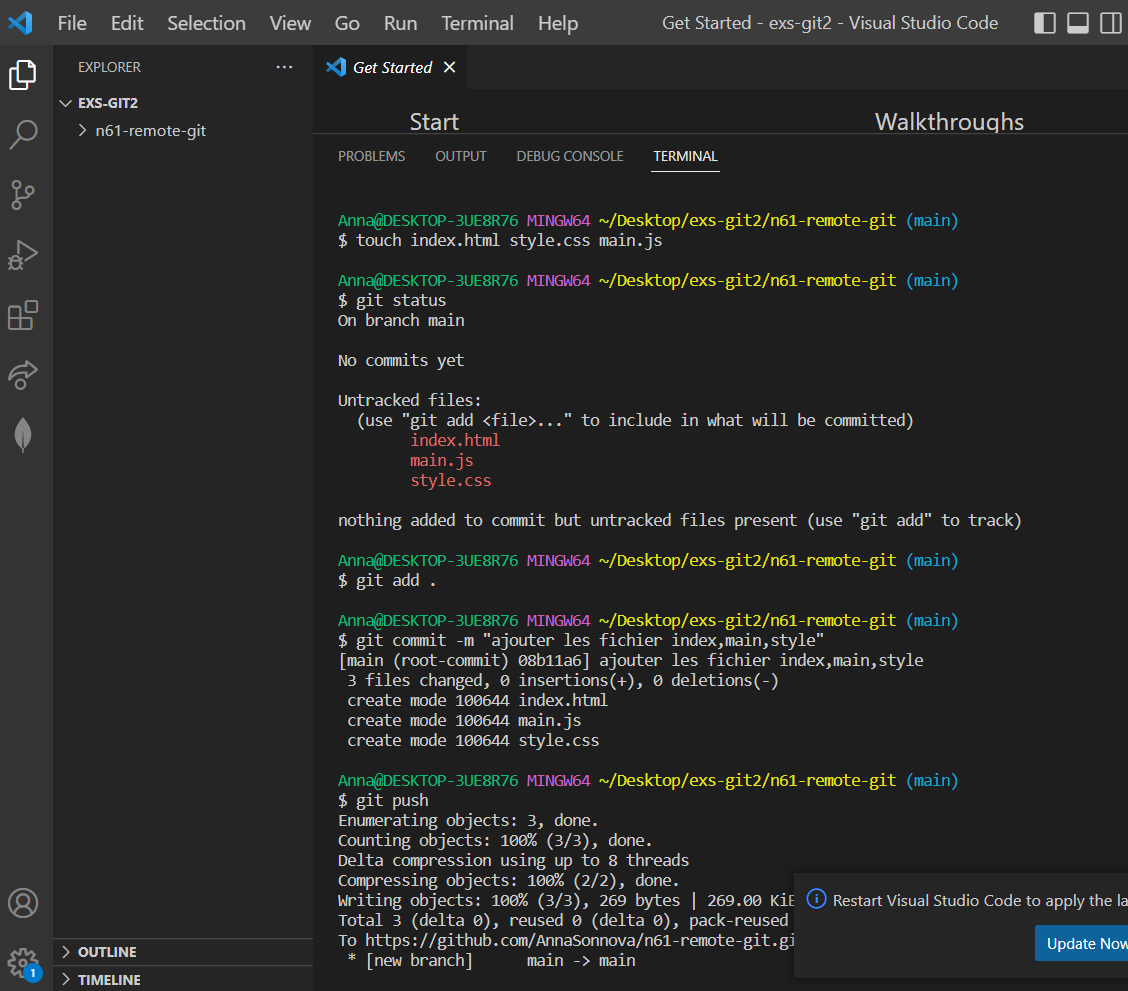 File Edit Selection View Go Run Terminal Help Get Started - exs-git2 - Visual Studio Code
EXPLORER ...
EXS-GIT2
n61-remote-git
OUTLINE
TIMELINE
1
Get Started
Start Walkthroughs
PROBLEMS OUTPUT DEBUG CONSOLE TERMINAL
Anna@DESKTOP-3UE8R76 MINGW64 ~/Desktop/exs-git2/n61-remote-git (main)
$ touch index.html style.css main.js
Anna@DESKTOP-3UE8R76 MINGW64 ~/Desktop/exs-git2/n61-remote-git (main)
$ git status
On branch main
No commits yet
Untracked files:
(use "git add <file>..." to include in what will be committed)
index.html
main.js
style.css
nothing added to commit but untracked files present (use "git add" to track)
Anna@DESKTOP-3UE8R76 MINGW64 ~/Desktop/exs-git2/n61-remote-git (main)
$ git add .
Anna@DESKTOP-3UE8R76 MINGW64 ~/Desktop/exs-git2/n61-remote-git (main)
$ git commit -m "ajouter les fichier index,main,style"
[main (root-commit) 08b11a6] ajouter les fichier index,main,style
3 files changed, 0 insertions(+), 0 deletions(-)
create mode 100644 index.html
create mode 100644 main.js
create mode 100644 style.css
Anna@DESKTOP-3UE8R76 MINGW64 ~/Desktop/exs-git2/n61-remote-git (main)
$ git push
Enumerating objects: 3, done.
Counting objects: 100% (3/3), done.
Delta compression using up to 8 threads
Compressing objects: 100% (2/2), done.
Writing objects: 100% (3/3), 269 bytes | 269.00 KiB
Total 3 (delta 0), reused 0 (delta 0), pack-reused
To https://github.com/AnnaSonnova/n61-remote-git.gi
* [new branch] main -> main
Restart Visual Studio Code to apply the la
Update Now